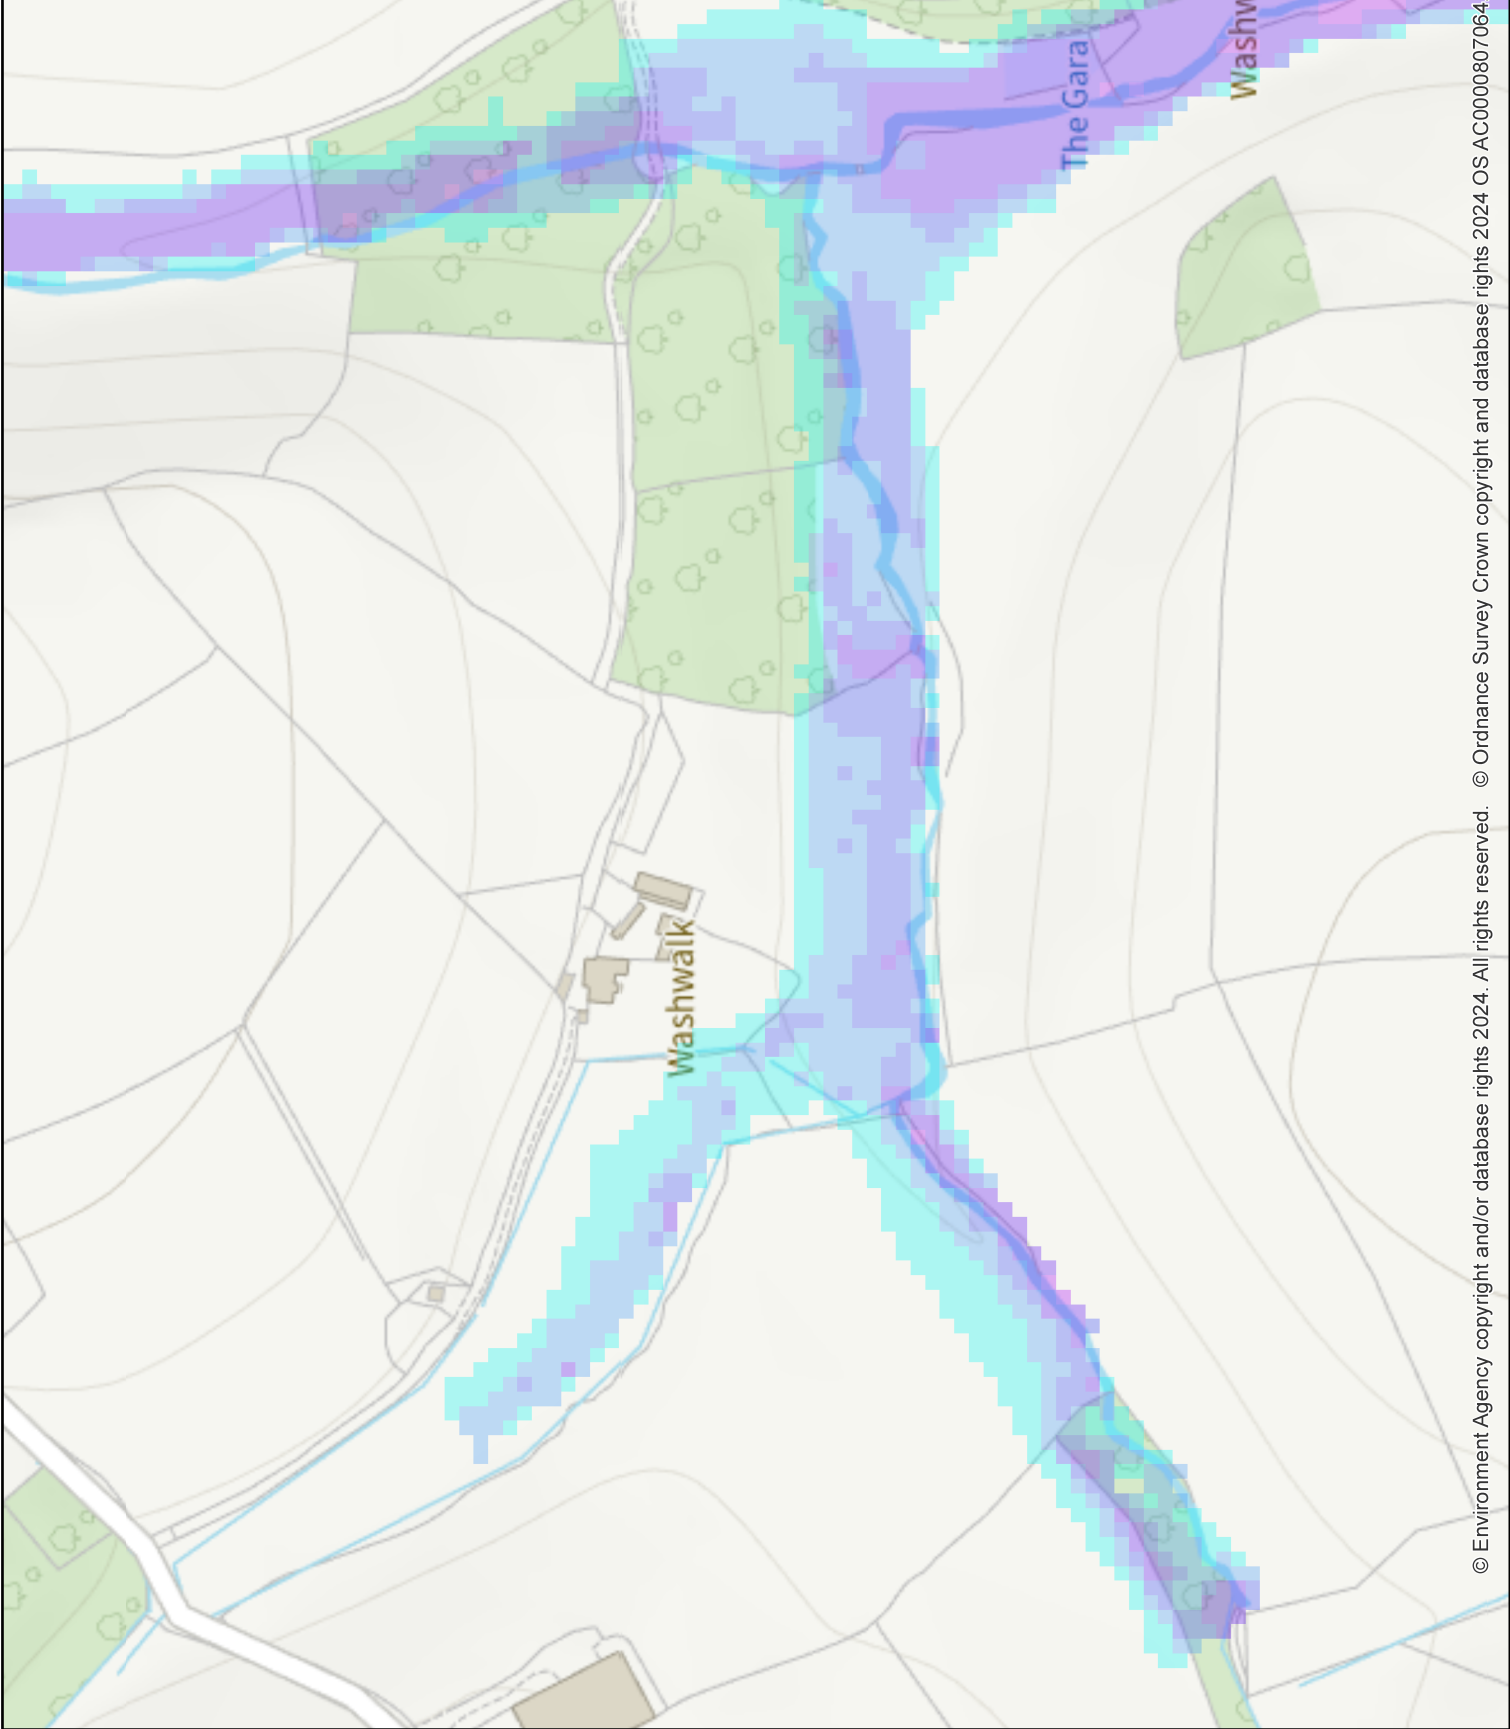 The Gara
Washw
Washwalk
© Environment Agency copyright and/or database rights 2024. All rights reserved. © Ordnance Survey Crown copyright and database rights 2024 OS AC0000807064